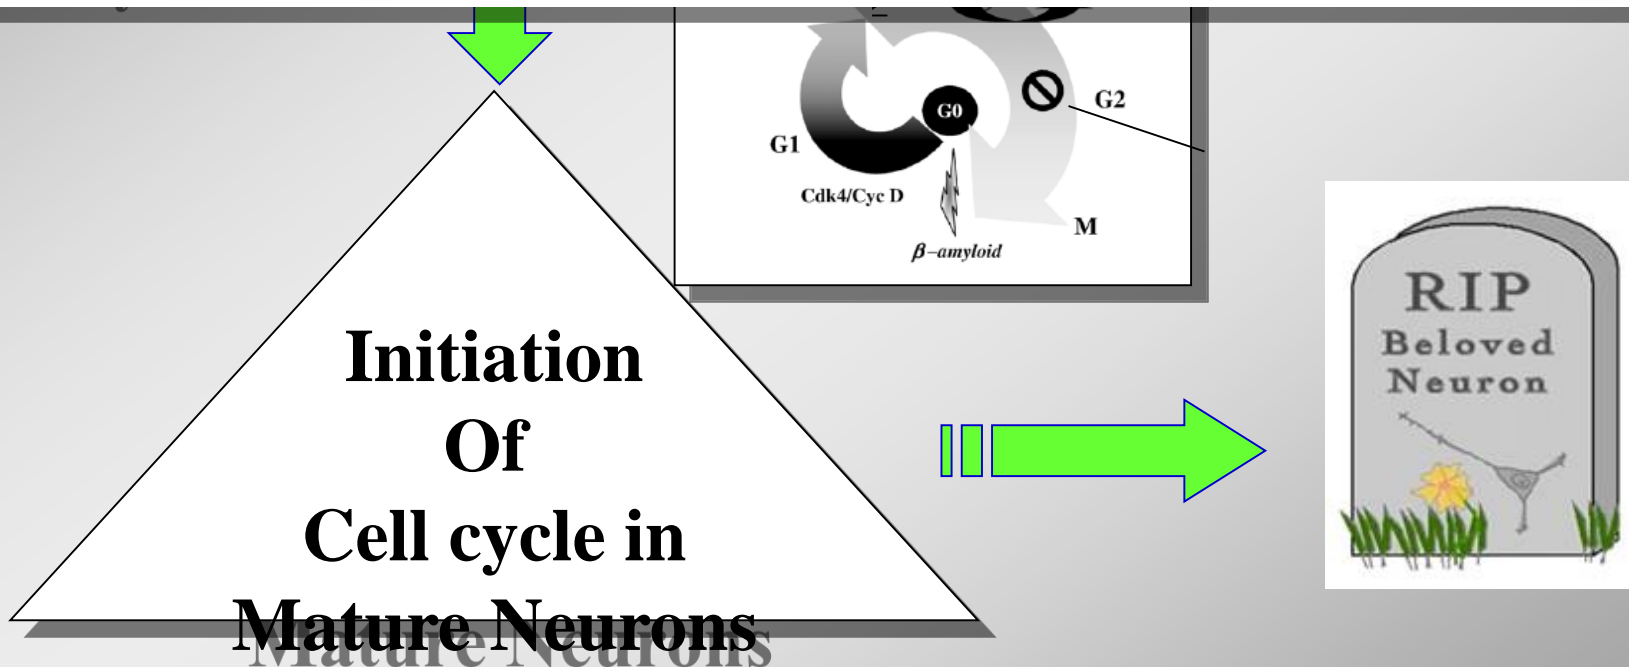 G0
G2
G1
Cdk4/Cyc D
M
β–amyloid
Initiation
Of
Cell cycle in
Mature Neurons
RIP
Beloved
Neuron